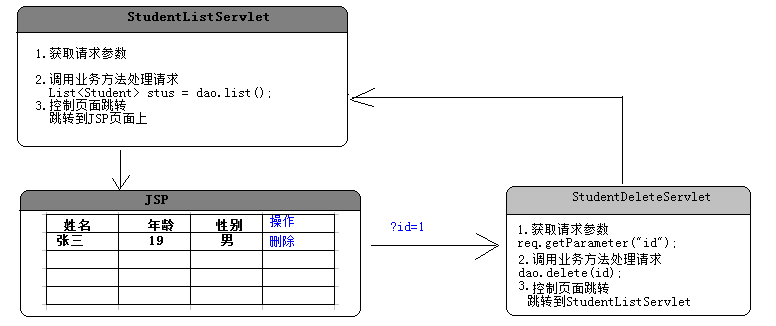 StudentListServlet
1.获取请求参数
2.调用业务方法处理请求
List<Student> stus = dao.list();
3.控制页面跳转
跳转到JSP页面上
JSP
姓名 年龄 性别 操作
张三 19 男 删除
?id=1
StudentDeleteServlet
1.获取请求参数
req.getParameter("id");
2.调用业务方法处理请求
dao.delete(id);
3.控制页面跳转
跳转到StudentListServlet